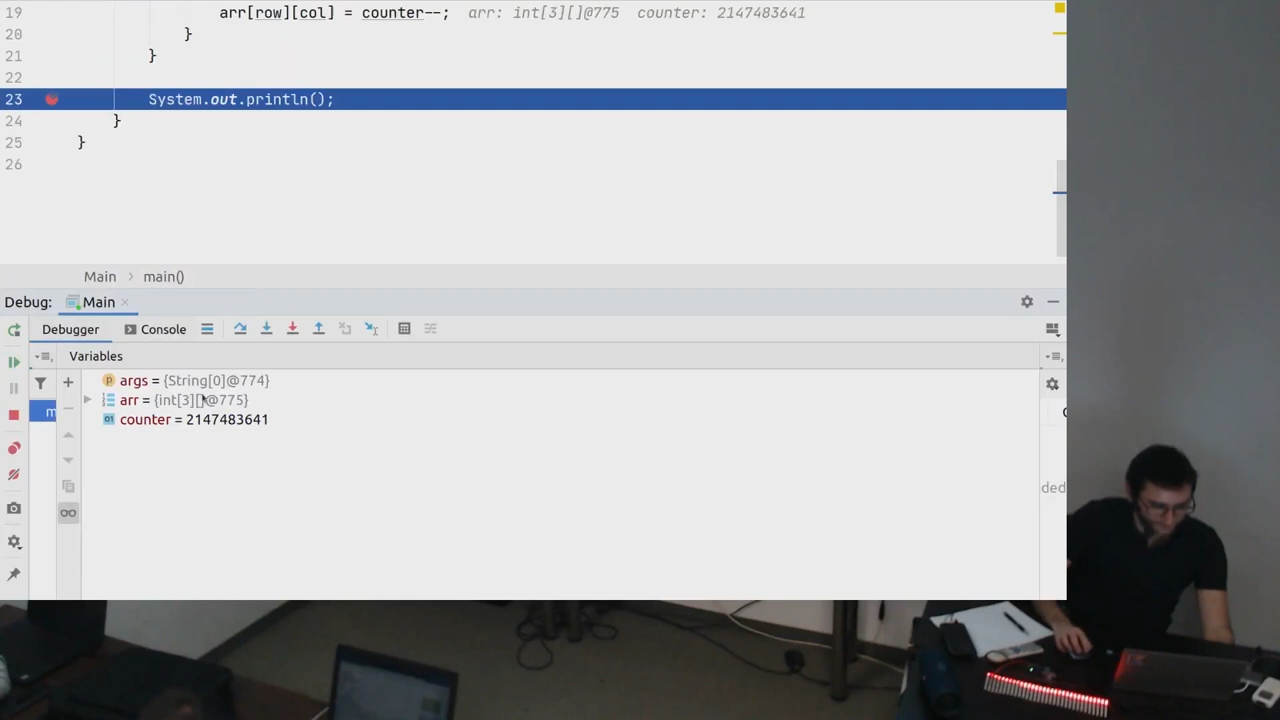 19 arr[row][col] = counter--; arr: int[3][]@775 counter: 2147483641
20 }
21 }
22
23 System.out.println();
24 }
25 }
26
Main > main()
Debug: Main ×
Debugger Console
Variables
args = {String[0]@774}
arr = {int[3][]@775}
counter = 2147483641